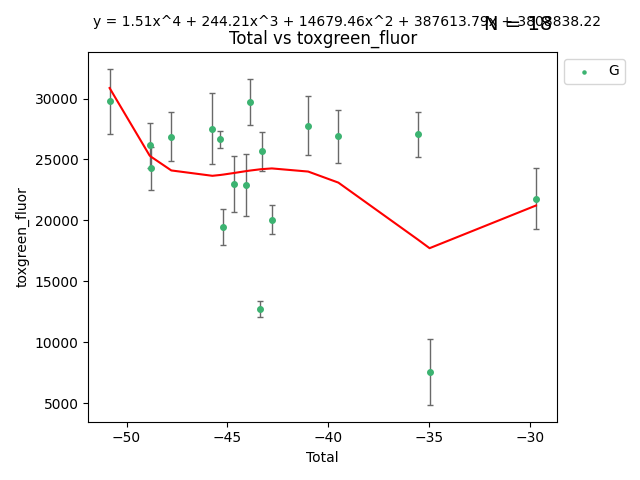 y = 1.51x^4 + 244.21x^3 + 14679.46x^2 + 387613.79x + 3808838.22
N = 18
Total vs toxgreen_fluor
G
30000
25000
20000
15000
10000
5000
toxgreen_fluor
−50
−45
−40
−35
−30
Total